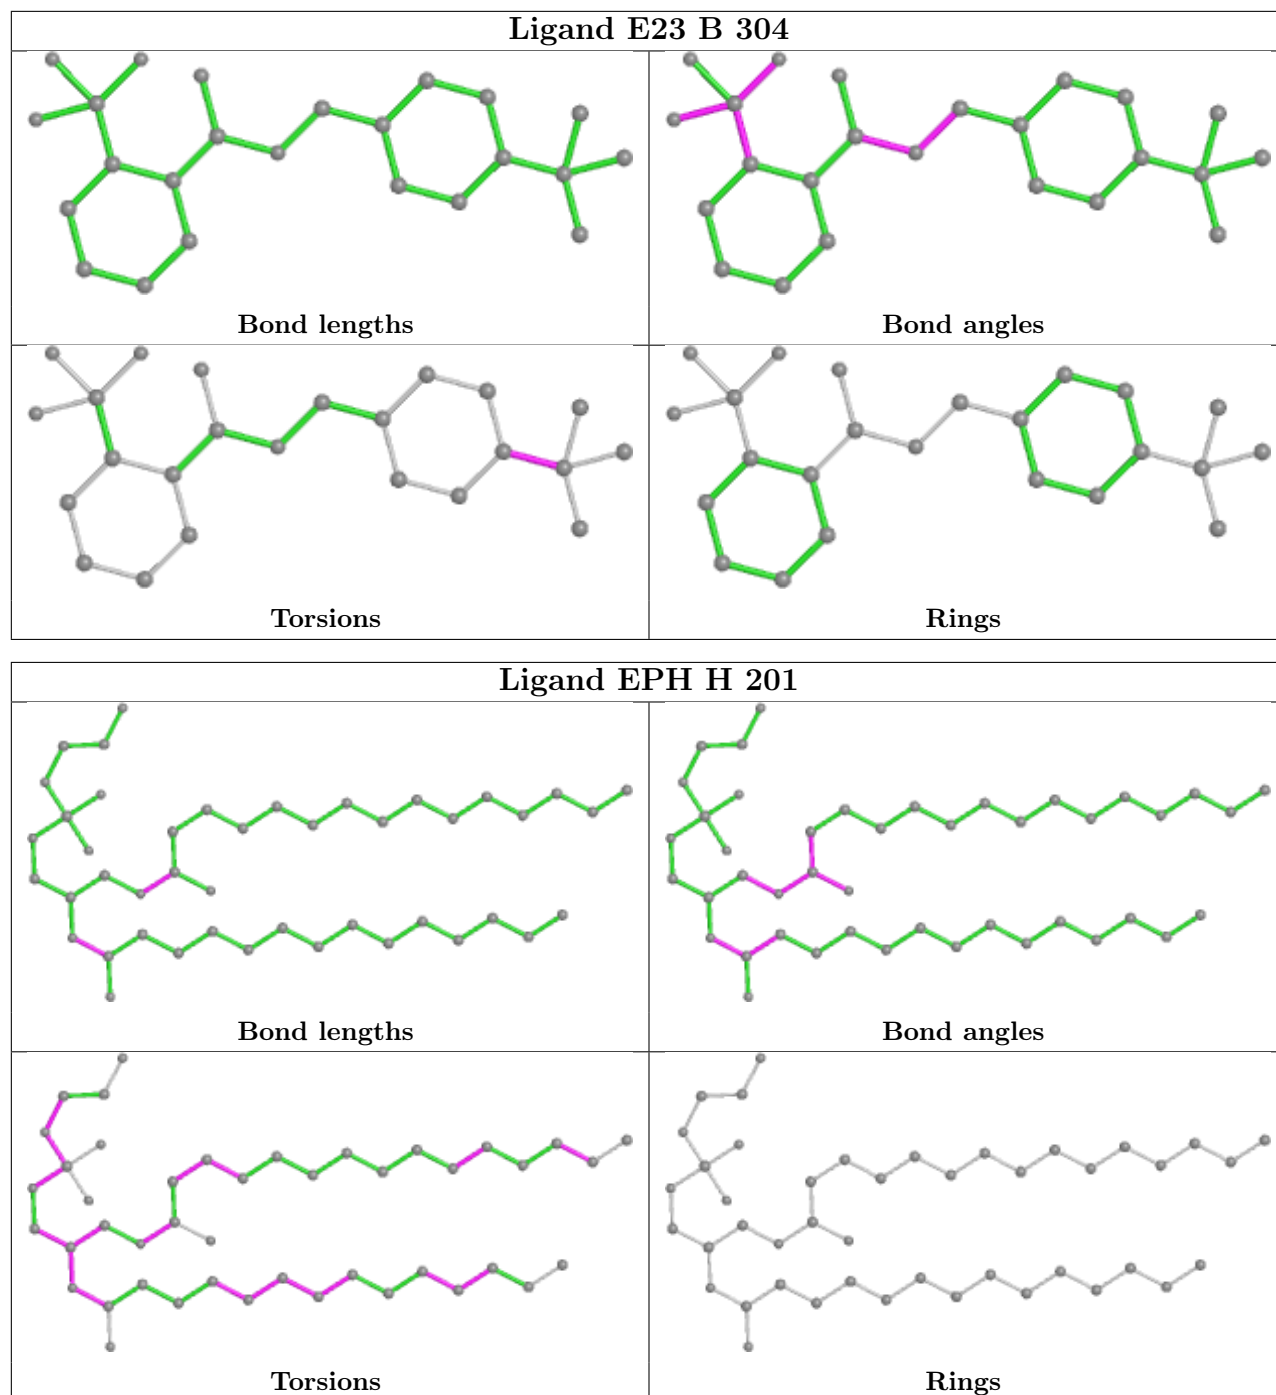 Ligand E23 B 304
Bond lengths
Bond angles
Torsions
Rings
Ligand EPH H 201
Bond lengths
Bond angles
Torsions
Rings